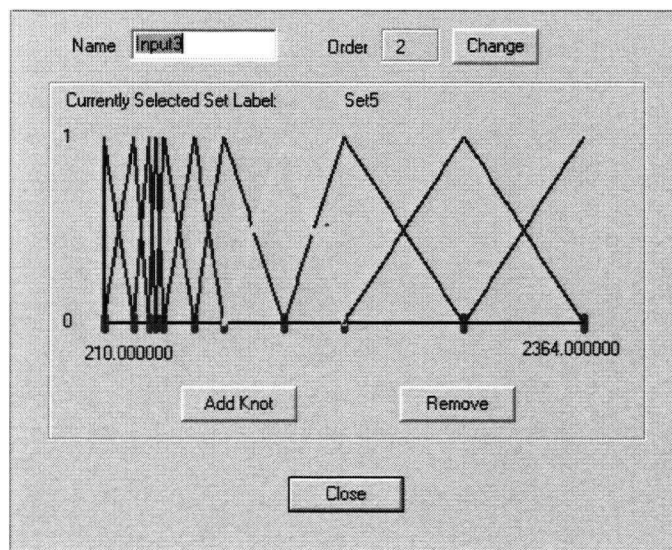 Name Input3 Order 2 Change
Currently Selected Set Label: Set5
1
0
210.000000 2364.000000
Add Knot Remove
Close